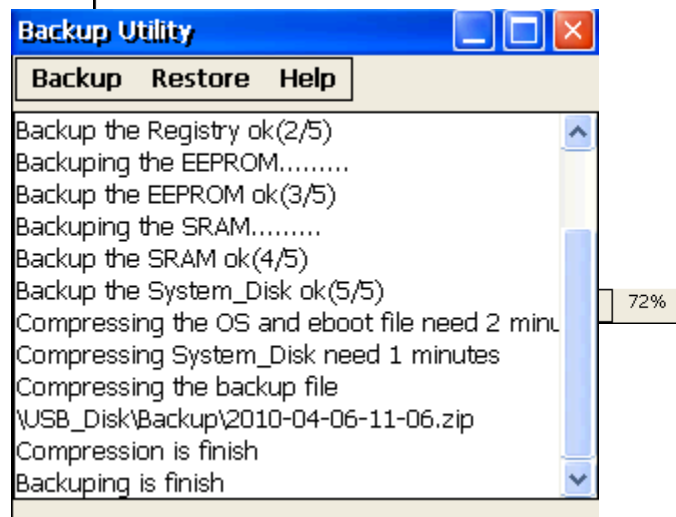 Backup Utility
Backup Restore Help
Backup the Registry ok(2/5)
Backuping the EEPROM.........
Backup the EEPROM ok(3/5)
Backuping the SRAM.........
Backup the SRAM ok(4/5)
Backup the System_Disk ok(5/5)
72%
Compressing the OS and eboot file need 2 minu
Compressing System_Disk need 1 minutes
Compressing the backup file
\USB_Disk\Backup\2010-04-06-11-06.zip
Compression is finish
Backuping is finish